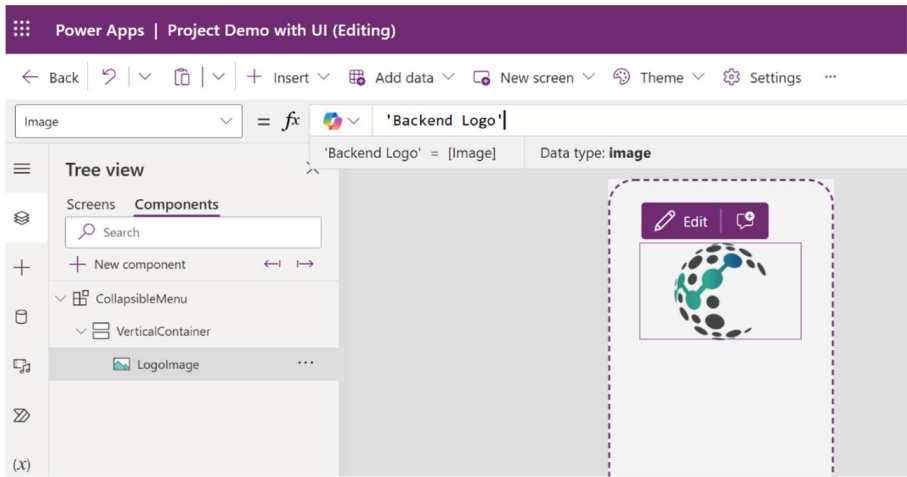 Power Apps | Project Demo with UI (Editing)
Back Insert Add data New screen Theme Settings ...
Image = fx 'Backend Logo'
'Backend Logo' = [Image] Data type: image
Tree view
Screens Components
Search
New component
CollapsibleMenu
VerticalContainer
LogoImage ...
(x)
Edit